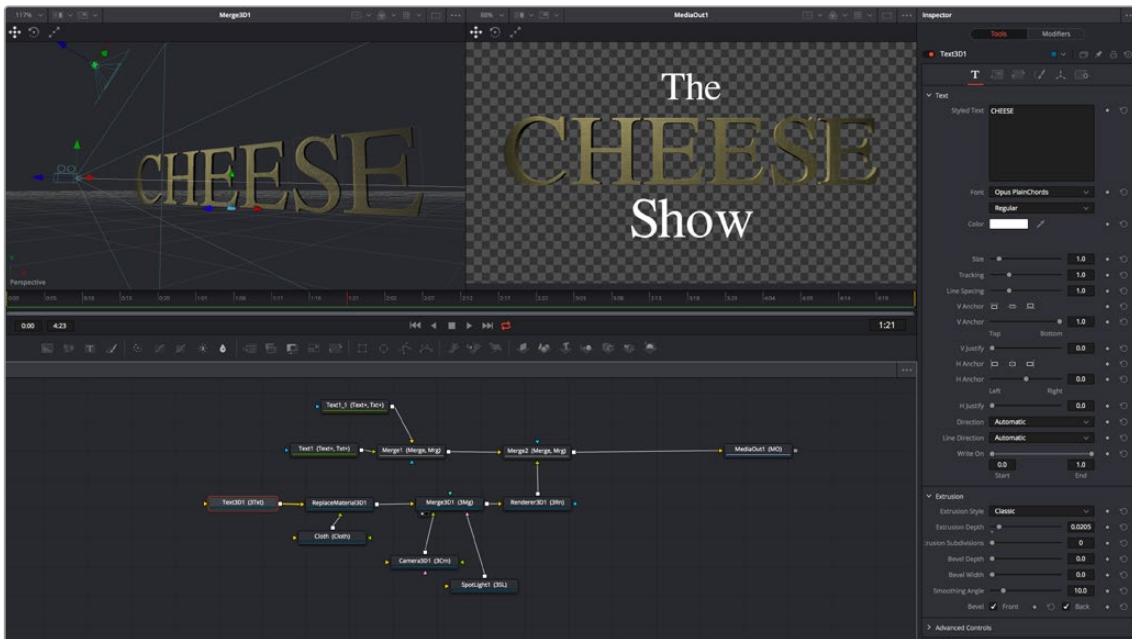 117%
Merge3D1
88%
MediaOut1
Inspector
Tools
Modifiers
Text3D1
Text
Styled Text
CHEESE
Font
Opus PlainChords
Regular
Color
Size
1.0
Tracking
1.0
Line Spacing
1.0
V Anchor
V Anchor
1.0
Top
Bottom
V Justify
0.0
H Anchor
H Anchor
0.0
Left
Right
H Justify
0.0
Direction
Automatic
Line Direction
Automatic
Write On
0.0
1.0
Start
End
Extrusion
Extrusion Style
Classic
Extrusion Depth
0.0205
trusion Subdivisions
0
Bevel Depth
0.0
Bevel Width
0.0
Smoothing Angle
10.0
Bevel
Front
Back
Advanced Controls
CHEESE
Perspective
The
CHEESE
Show
0:00
4:23
1:21
Text1_1 (Text+, Txt+)
Text1 (Text+, Txt+)
Merge1 (Merge, Mrg)
Merge2 (Merge, Mrg)
MediaOut1 (MO)
Text3D1 (3Txt)
ReplaceMaterial3D1
Merge3D1 (3Mg)
Renderer3D1 (3Rn)
Cloth (Cloth)
Camera3D1 (3Cm)
SpotLight1 (3SL)